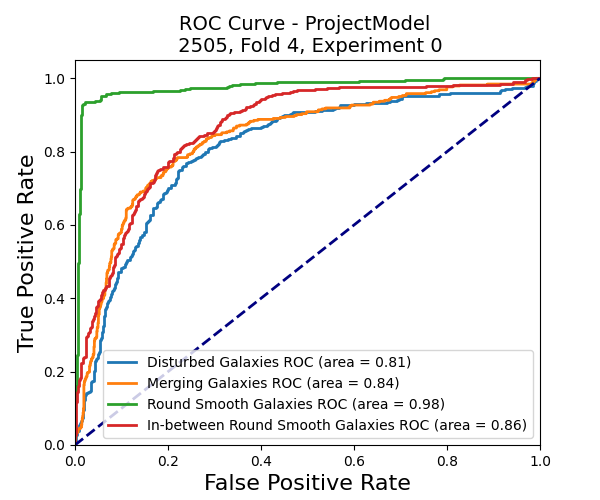 ROC Curve - ProjectModel
2505, Fold 4, Experiment 0
True Positive Rate
1.0
0.8
0.6
0.4
0.2
0.0
Disturbed Galaxies ROC (area = 0.81)
Merging Galaxies ROC (area = 0.84)
Round Smooth Galaxies ROC (area = 0.98)
In-between Round Smooth Galaxies ROC (area = 0.86)
0.0 0.2 0.4 0.6 0.8 1.0
False Positive Rate